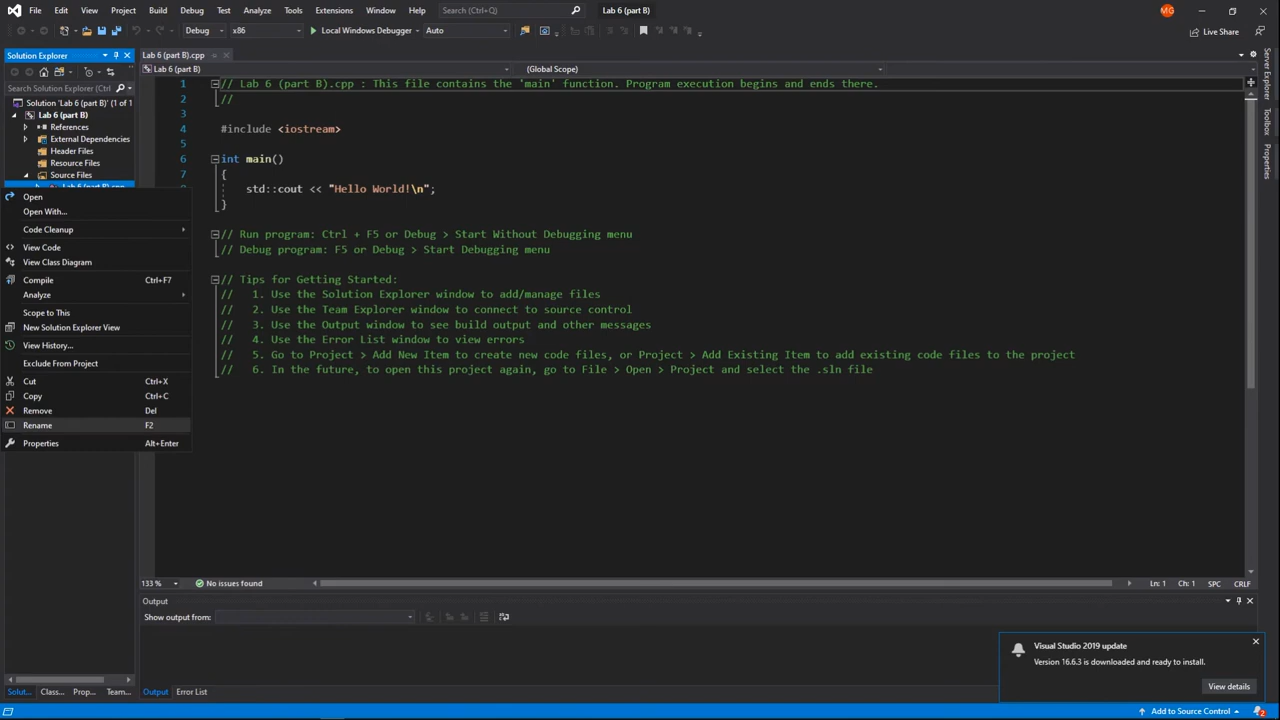 File Edit View Project Build Debug Test Analyze Tools Extensions Window Help Search (Ctrl+Q) Lab 6 (part B) MG
Debug x86 Local Windows Debugger Auto Live Share
Solution Explorer
Lab 6 (part B).cpp
Lab 6 (part B) (Global Scope)
Search Solution Explorer (Ctrl+
Solution 'Lab 6 (part B)' (1 of 1
Lab 6 (part B)
References
External Dependencies
Header Files
Resource Files
Source Files
Lab 6 (part B).cpp
Open
Open With...
Code Cleanup
View Code
View Class Diagram
Compile Ctrl+F7
Analyze
Scope to This
New Solution Explorer View
View History...
Exclude From Project
Cut Ctrl+X
Copy Ctrl+C
Remove Del
Rename F2
Properties Alt+Enter
1 // Lab 6 (part B).cpp : This file contains the 'main' function. Program execution begins and ends there.
2 //
3
4 #include <iostream>
5
6 int main()
7 {
std::cout << "Hello World!\n";
}
// Run program: Ctrl + F5 or Debug > Start Without Debugging menu
// Debug program: F5 or Debug > Start Debugging menu
// Tips for Getting Started:
// 1. Use the Solution Explorer window to add/manage files
// 2. Use the Team Explorer window to connect to source control
// 3. Use the Output window to see build output and other messages
// 4. Use the Error List window to view errors
// 5. Go to Project > Add New Item to create new code files, or Project > Add Existing Item to add existing code files to the project
// 6. In the future, to open this project again, go to File > Open > Project and select the .sln file
Server Explorer
Toolbox
Properties
133 % No issues found Ln: 1 Ch: 1 SPC CRLF
Output
Show output from:
Visual Studio 2019 update
Version 16.6.3 is downloaded and ready to install.
View details
Solut... Class... Prop... Team... Output Error List
Add to Source Control 2